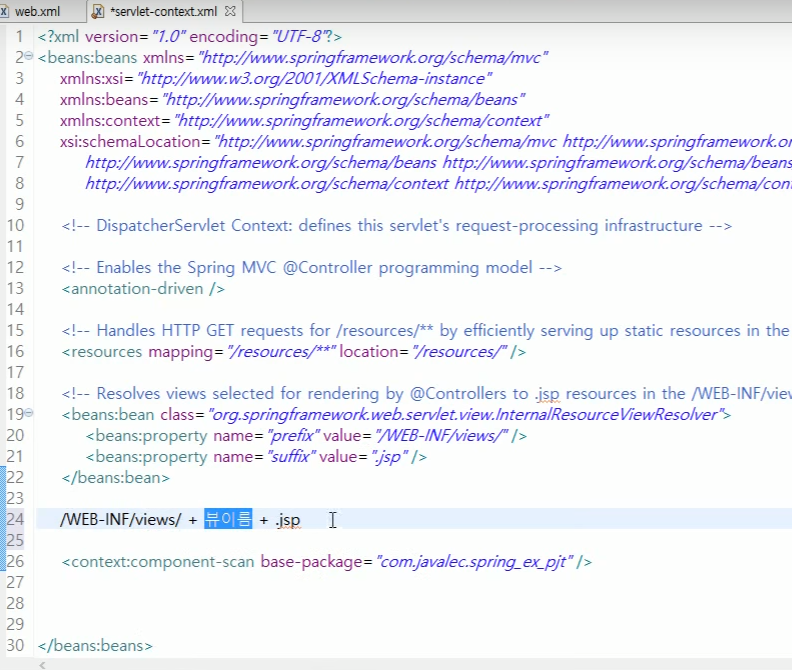 web.xml *servlet-context.xml
1 <?xml version="1.0" encoding="UTF-8"?>
2 <beans:beans xmlns="http://www.springframework.org/schema/mvc"
3 xmlns:xsi="http://www.w3.org/2001/XMLSchema-instance"
4 xmlns:beans="http://www.springframework.org/schema/beans"
5 xmlns:context="http://www.springframework.org/schema/context"
6 xsi:schemaLocation="http://www.springframework.org/schema/mvc http://www.springframework.or
7 http://www.springframework.org/schema/beans http://www.springframework.org/schema/beans
8 http://www.springframework.org/schema/context http://www.springframework.org/schema/con
9
10 <!-- DispatcherServlet Context: defines this servlet's request-processing infrastructure -->
11
12 <!-- Enables the Spring MVC @Controller programming model -->
13 <annotation-driven />
14
15 <!-- Handles HTTP GET requests for /resources/** by efficiently serving up static resources in the
16 <resources mapping="/resources/**" location="/resources/" />
17
18 <!-- Resolves views selected for rendering by @Controllers to .jsp resources in the /WEB-INF/view
19 <beans:bean class="org.springframework.web.servlet.view.InternalResourceViewResolver">
20 <beans:property name="prefix" value="/WEB-INF/views/" />
21 <beans:property name="suffix" value=".jsp" />
22 </beans:bean>
23
24 /WEB-INF/views/ + 뷰이름 + .jsp
25
26 <context:component-scan base-package="com.javalec.spring_ex_pjt" />
27
28
29
30 </beans:beans>